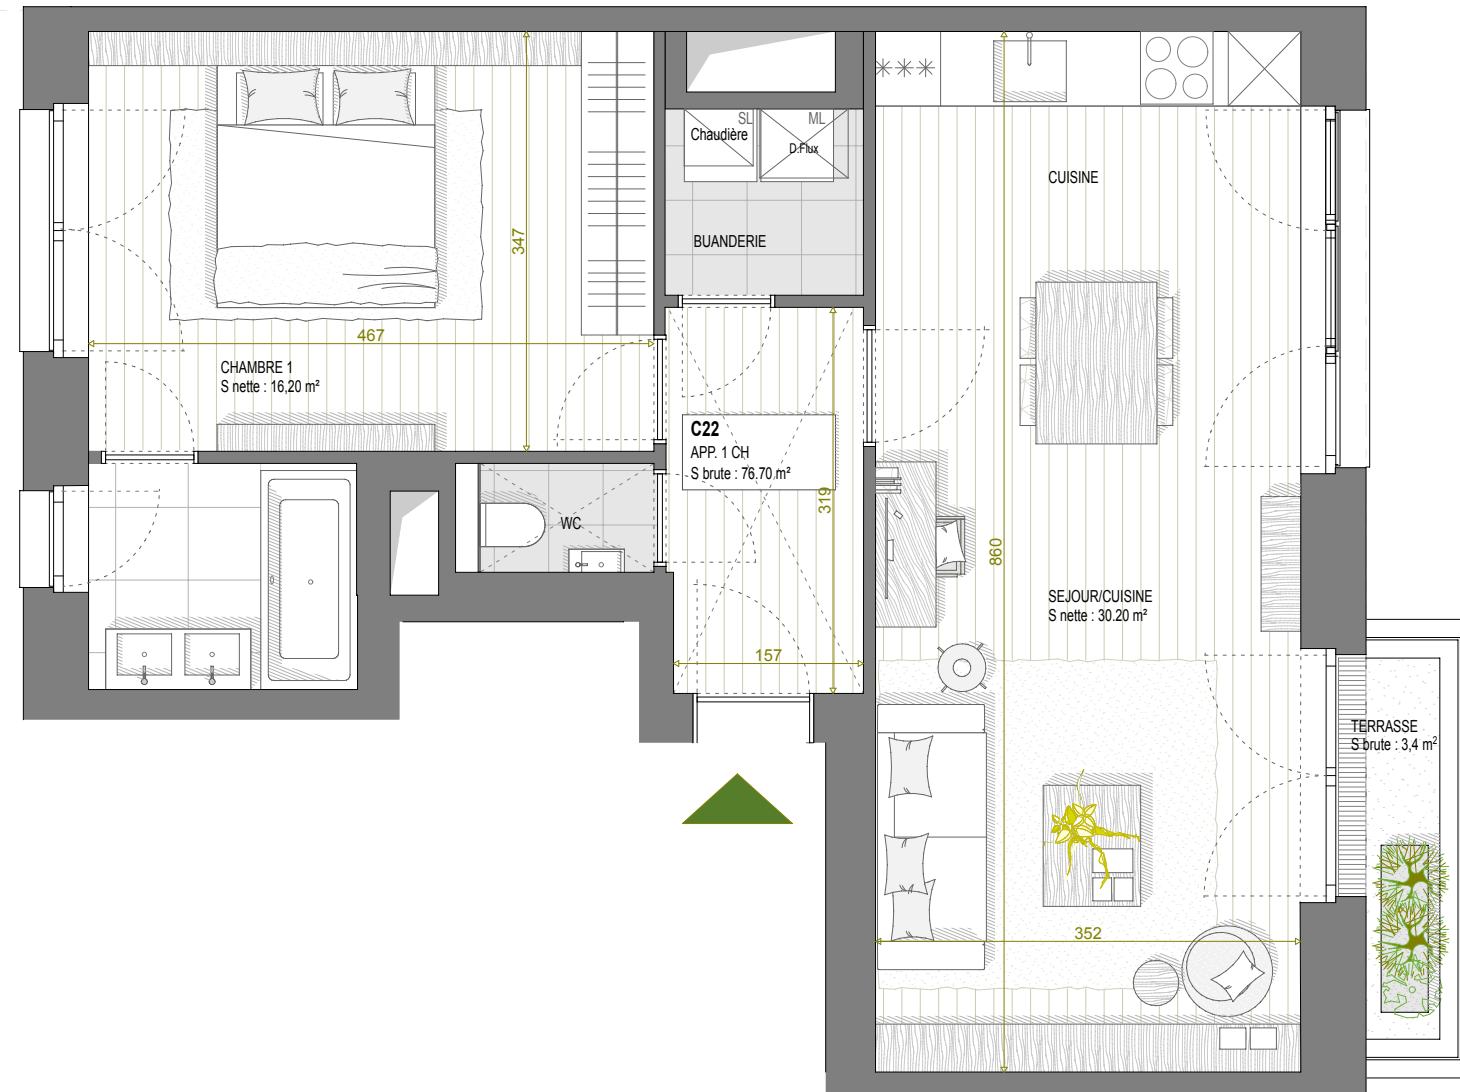 SL
ML
Chaudière
D.Flux
CUISINE
BUANDERIE
347
467
CHAMBRE 1
S nette : 16,20 m²
C22
APP. 1 CH
S brute : 76.70 m²
319
WC
860
SEJOUR/CUISINE
S nette : 30.20 m²
157
TERRASSE
S brute : 3,4 m²
352